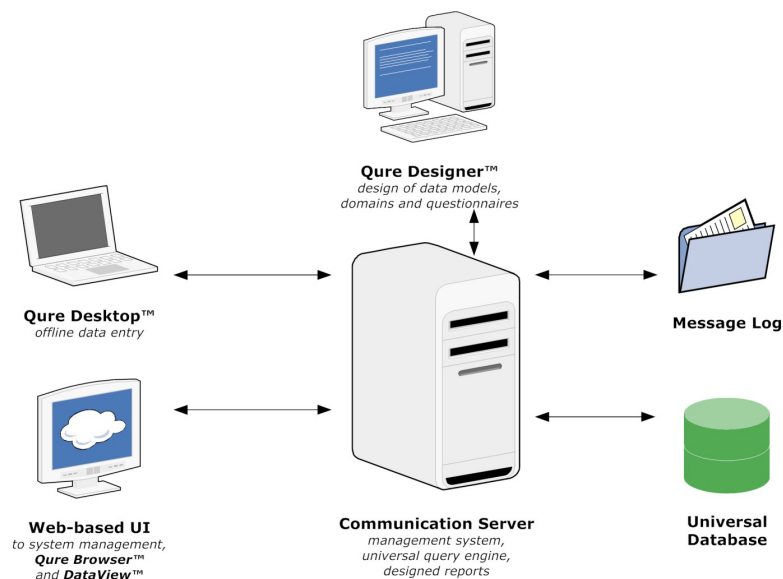 Qure Designer™
design of data models,
domains and questionnaires
Qure Desktop™
offline data entry
Message Log
Web-based UI
to system management,
Qure Browser™
and DataView™
Communication Server
management system,
universal query engine,
designed reports
Universal
Database